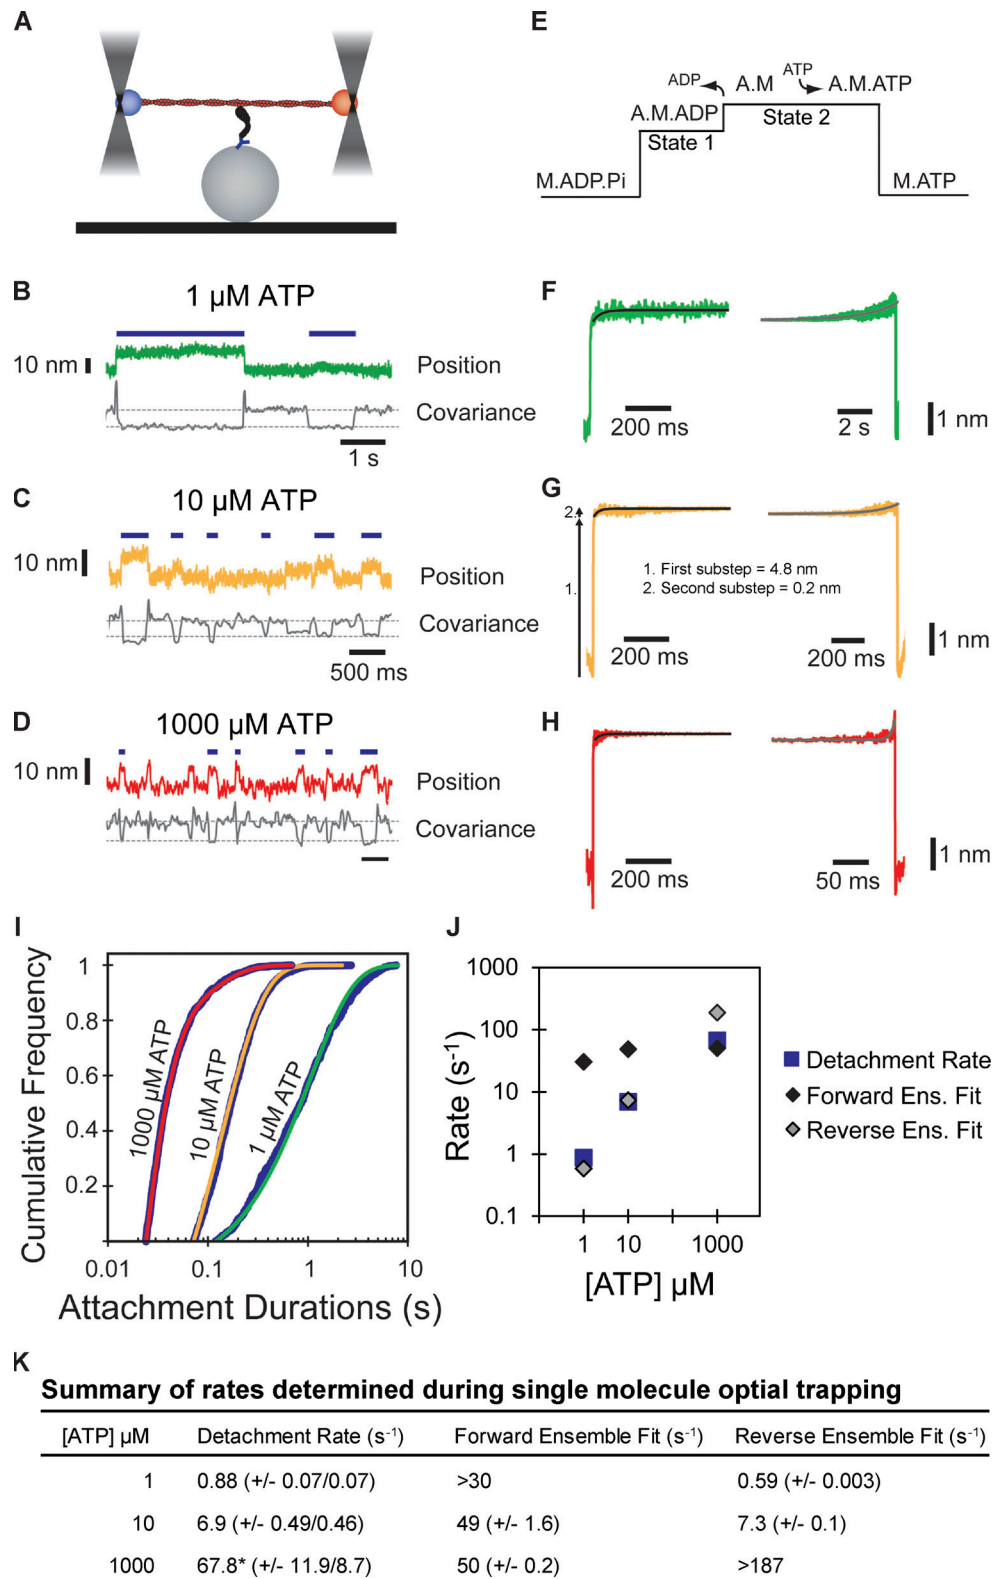 A
E
ADP
A.M
ATP
A.M.ATP
A.M.ADP
State 1
State 2
M.ADP.Pi
M.ATP
B
1 µM ATP
10 nm
Position
Covariance
1 s
F
200 ms
2 s
1 nm
C
10 µM ATP
10 nm
Position
Covariance
500 ms
G
2.
1.
1. First substep = 4.8 nm
2. Second substep = 0.2 nm
200 ms
200 ms
1 nm
D
1000 µM ATP
10 nm
Position
Covariance
H
200 ms
50 ms
1 nm
I
Cumulative Frequency
1
0.8
0.6
0.4
0.2
1000 µM ATP
10 µM ATP
1 µM ATP
0.01
0.1
1
10
Attachment Durations (s)
J
Rate (s-1)
1000
100
10
1
0.1
1
10
1000
[ATP] µM
Detachment Rate
Forward Ens. Fit
Reverse Ens. Fit
K
Summary of rates determined during single molecule optial trapping
[ATP] µM Detachment Rate (s-1) Forward Ensemble Fit (s-1) Reverse Ensemble Fit (s-1)
1 0.88 (+/- 0.07/0.07) >30 0.59 (+/- 0.003)
10 6.9 (+/- 0.49/0.46) 49 (+/- 1.6) 7.3 (+/- 0.1)
1000 67.8* (+/- 11.9/8.7) 50 (+/- 0.2) >187